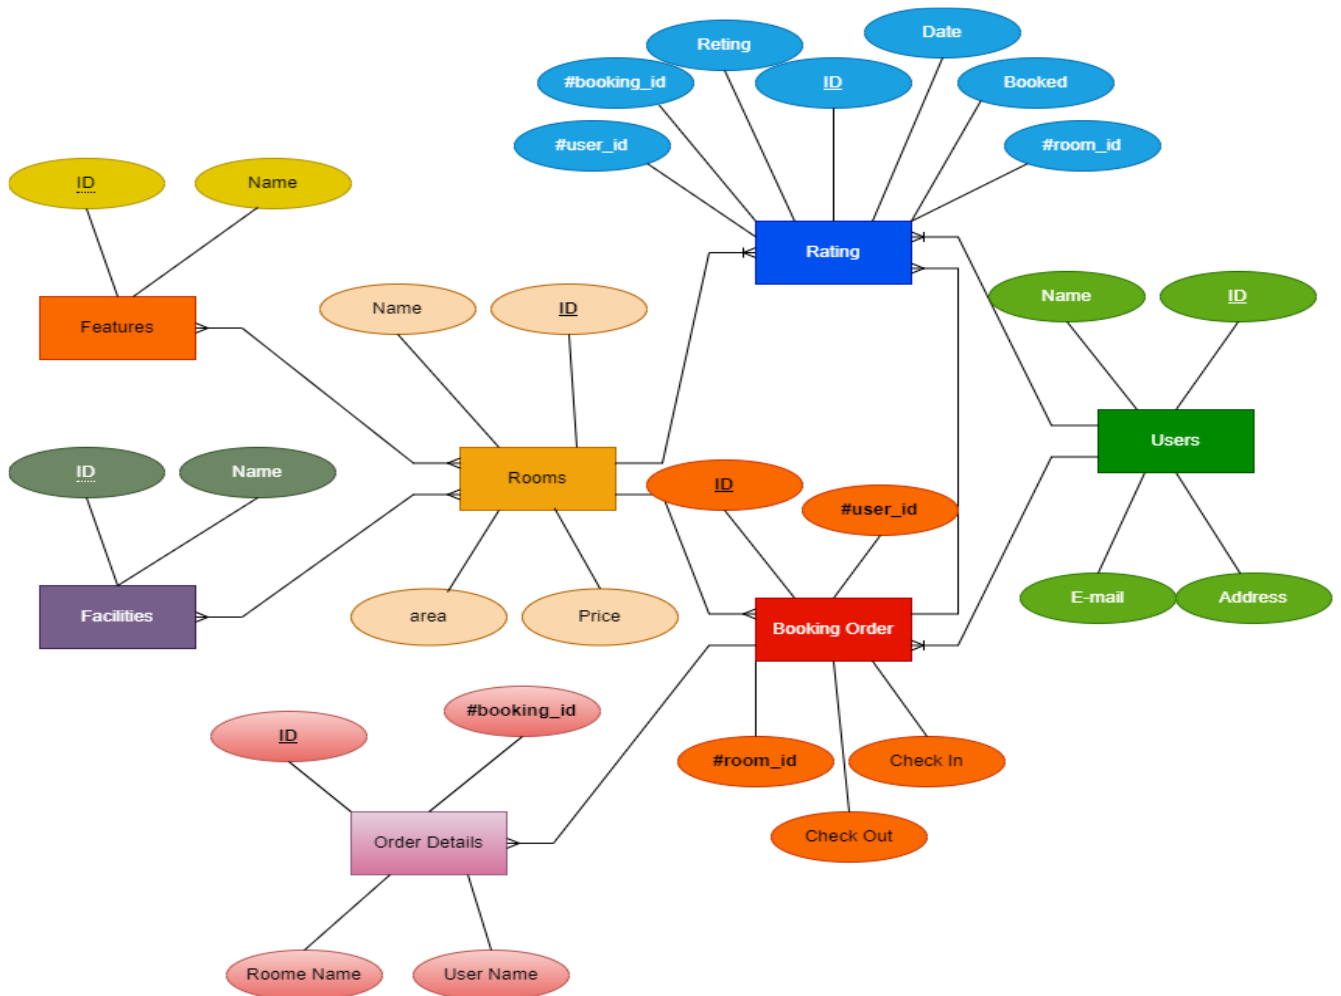 Date
Reting
#booking_id
ID
Booked
#user_id
#room_id
ID
Name
Rating
Features
Name
ID
Name
ID
Users
ID
Name
Rooms
ID
#user_id
E-mail
Address
Facilities
area
Price
Booking Order
ID
#booking_id
#room_id
Check In
Check Out
Order Details
Roome Name
User Name